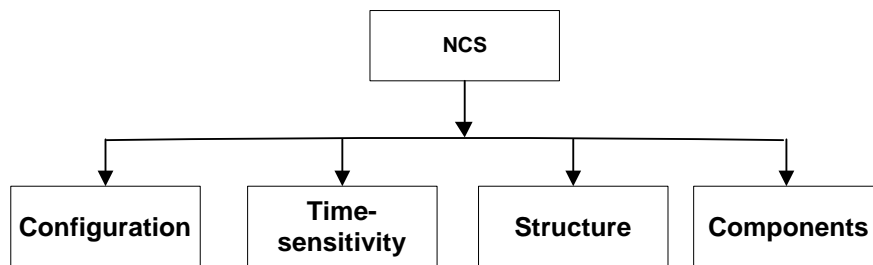 NCS
Configuration
Time-
sensitivity
Structure
Components